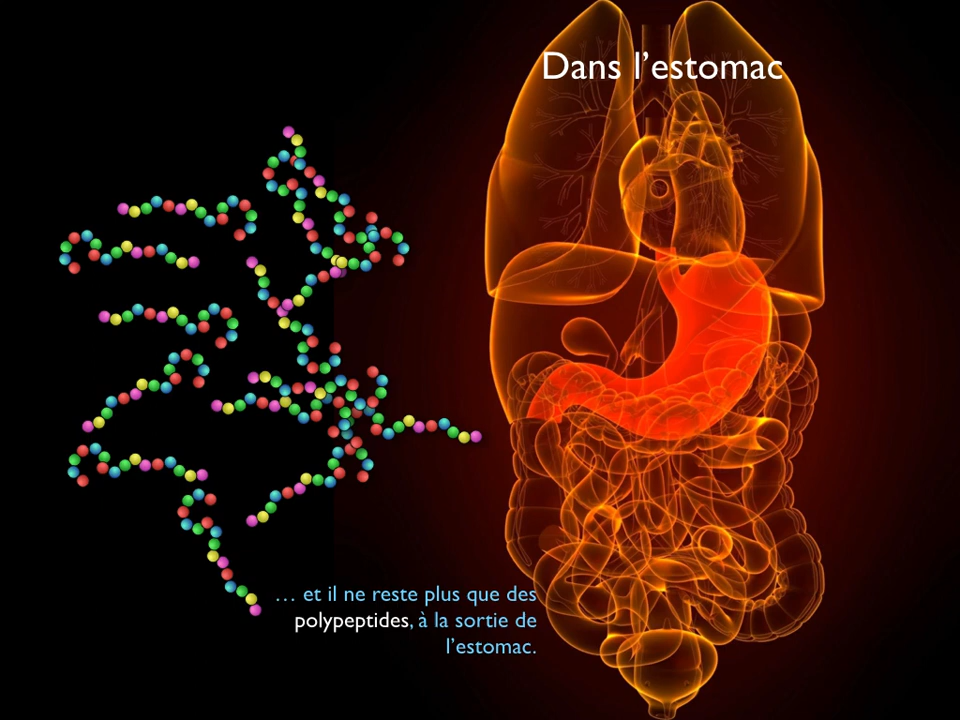 Dans l’estomac
… et il ne reste plus que des
polypeptides, à la sortie de
l’estomac.